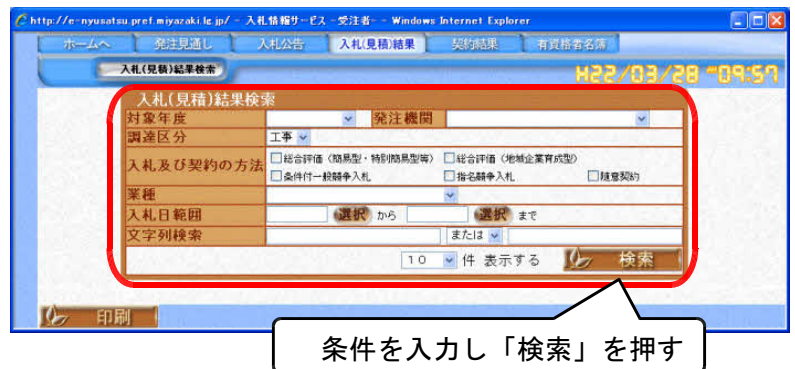 http://e-nyusatsu.pref.miyazaki.lg.jp/ - 入札情報サービス -受注者- - Windows Internet Explorer
ホームへ 発注見通し 入札公告 入札(見積)結果 契約結果 有資格者名簿
入札(見積)結果検索 H22/03/28 -09:57
入札(見積)結果検索
対象年度 発注機関
調達区分 工事
入札及び契約の方法 総合評価(簡易型・特別簡易型等) 総合評価(地域企業育成型)
条件付一般競争入札 指名競争入札 随意契約
業種
入札日範囲 選択 から 選択 まで
文字列検索 または
10 件 表示する 検索
印刷
条件を入力し「検索」を押す